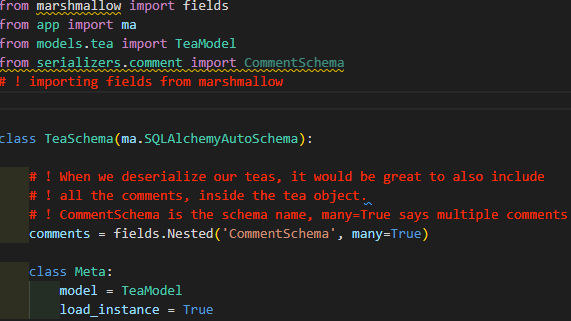 from marshmallow import fields
from app import ma
from models.tea import TeaModel
from serializers.comment import CommentSchema
# ! importing fields from marshmallow
class TeaSchema(ma.SQLAlchemyAutoSchema):
# ! When we deserialize our teas, it would be great to also include
# ! all the comments, inside the tea object.
# ! CommentSchema is the schema name, many=True says multiple comments
comments = fields.Nested('CommentSchema', many=True)
class Meta:
model = TeaModel
load_instance = True